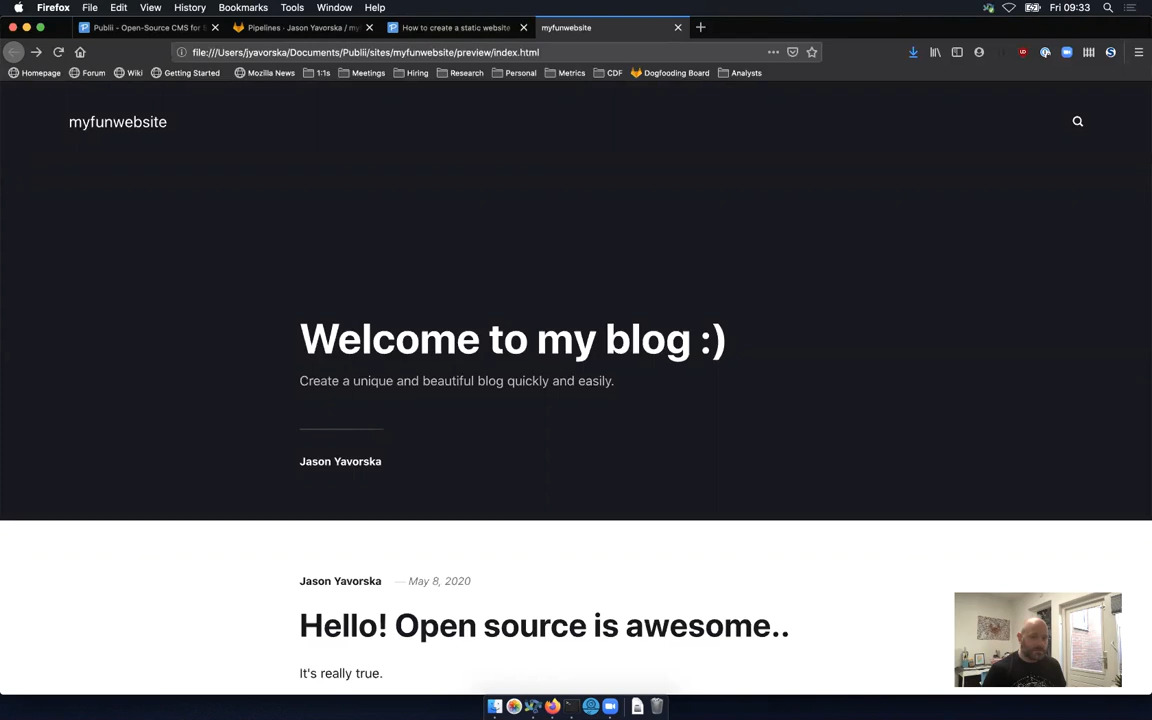 Firefox File Edit View History Bookmarks Tools Window Help Fri 09:33
Publii - Open-Source CMS for Pipelines - Jason Yavorska / my How to create a static website myfunwebsite
file:///Users/jyavorska/Documents/Publii/sites/myfunwebsite/preview/index.html
Homepage Forum Wiki Getting Started Mozilla News 1:1s Meetings Hiring Research Personal Metrics CDF Dogfooding Board Analysts
myfunwebsite
Welcome to my blog :)
Create a unique and beautiful blog quickly and easily.
Jason Yavorska
Jason Yavorska — May 8, 2020
Hello! Open source is awesome..
It's really true.